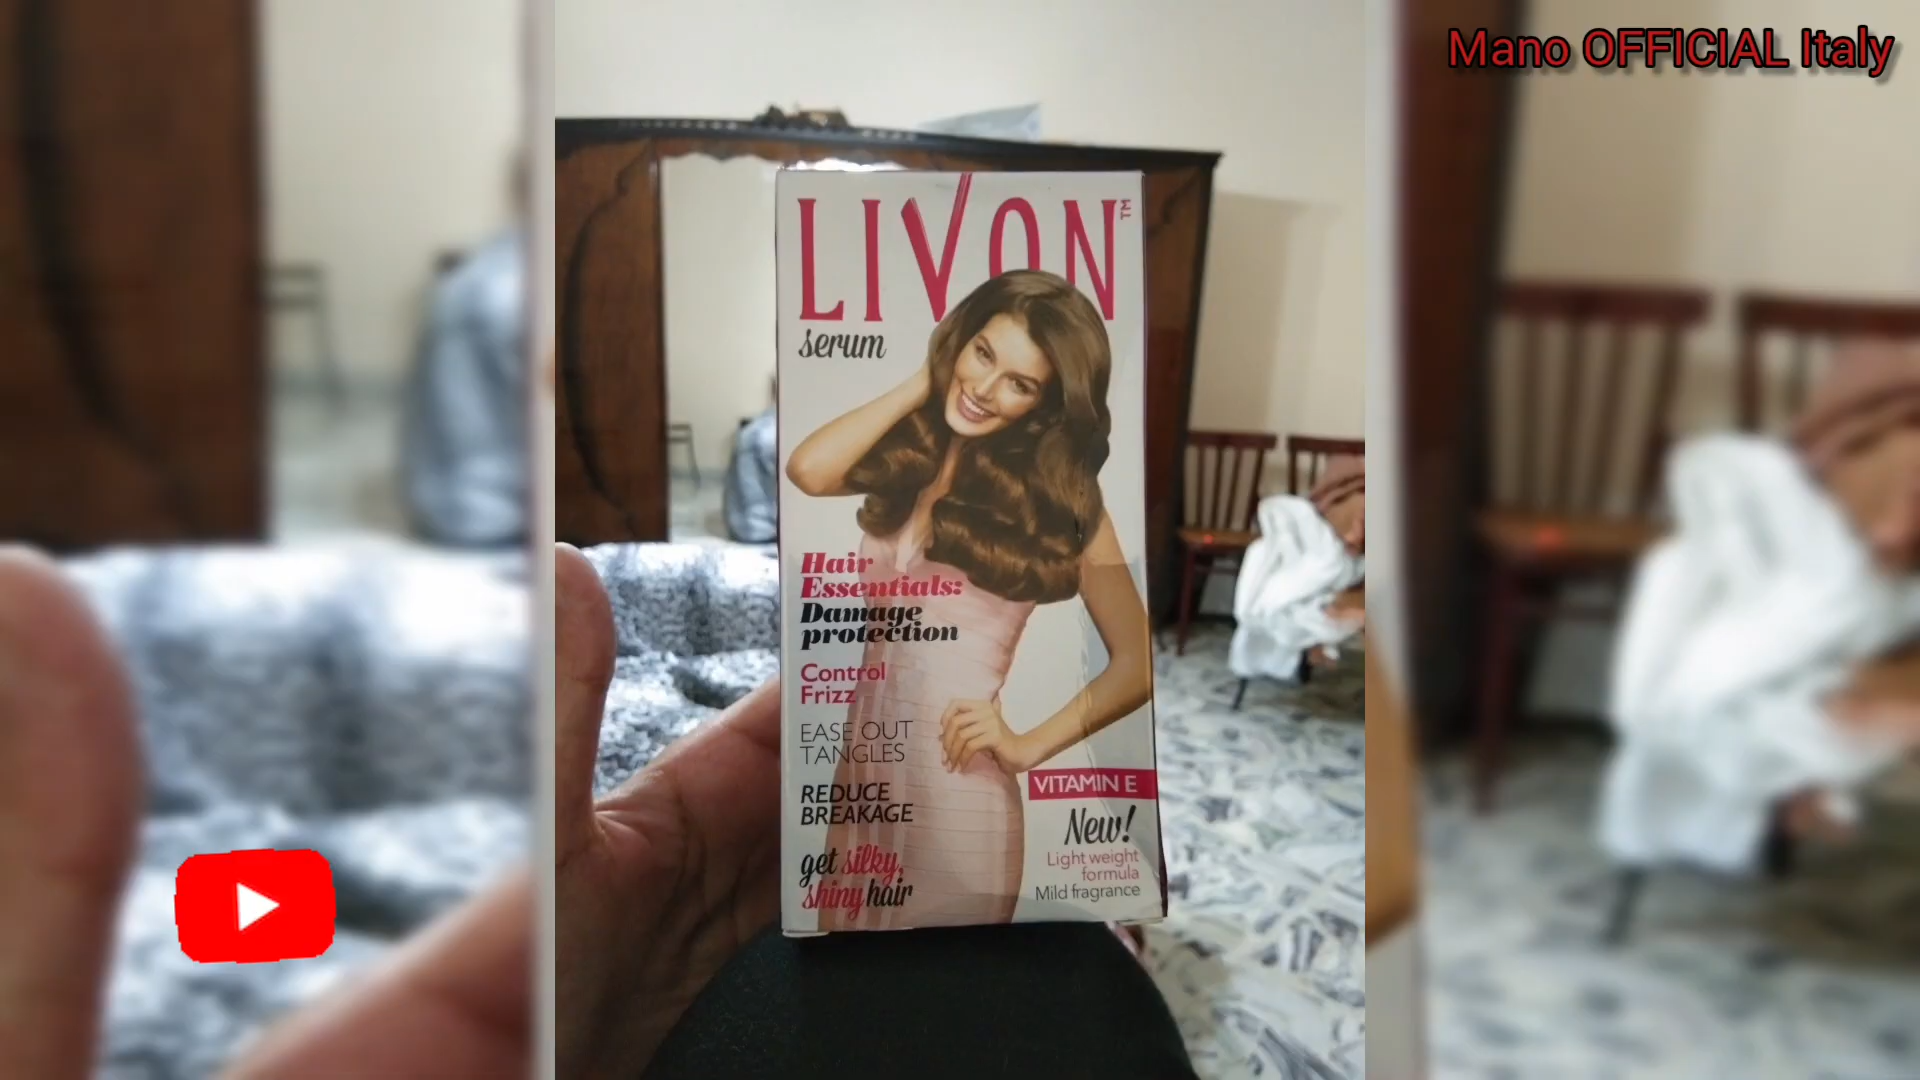 Mano OFFICIAL Italy
LIVON™
serum
Hair
Essentials:
Damage
protection
Control
Frizz
EASE OUT
TANGLES
REDUCE
BREAKAGE
get silky,
shiny hair
VITAMIN E
New!
Light weight
formula
Mild fragrance